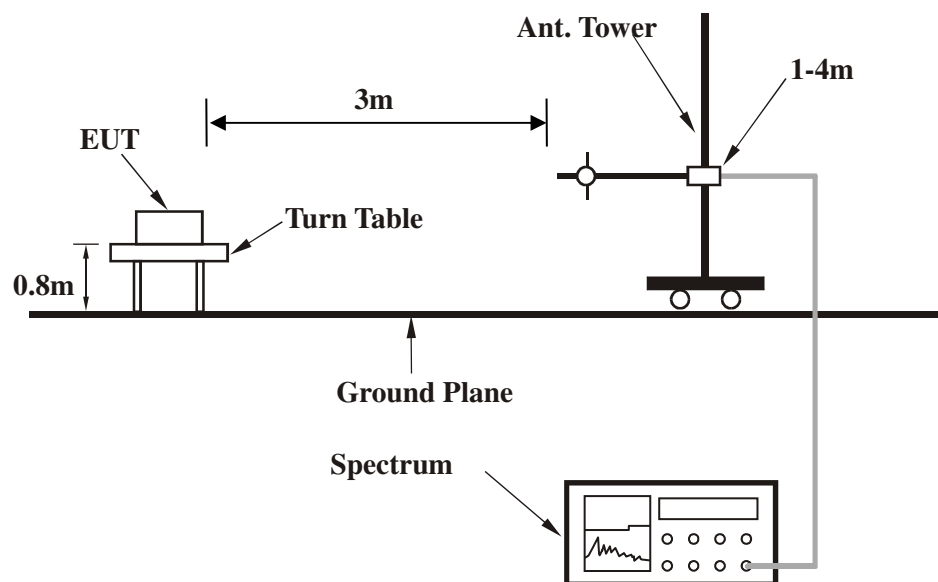 Ant. Tower
1-4m
3m
EUT
Turn Table
0.8m
Ground Plane
Spectrum